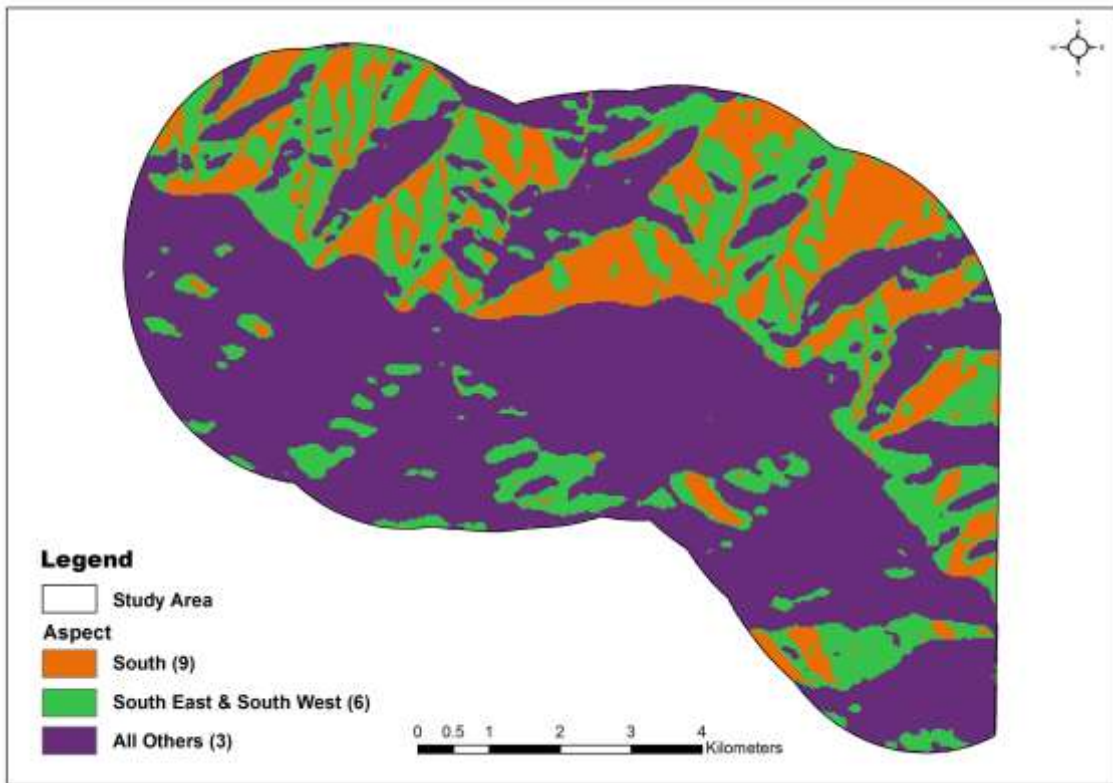 Legend
Study Area
Aspect
South (9)
South East & South West (6)
All Others (3)
0 0.5 1 2 3 4
Kilometers